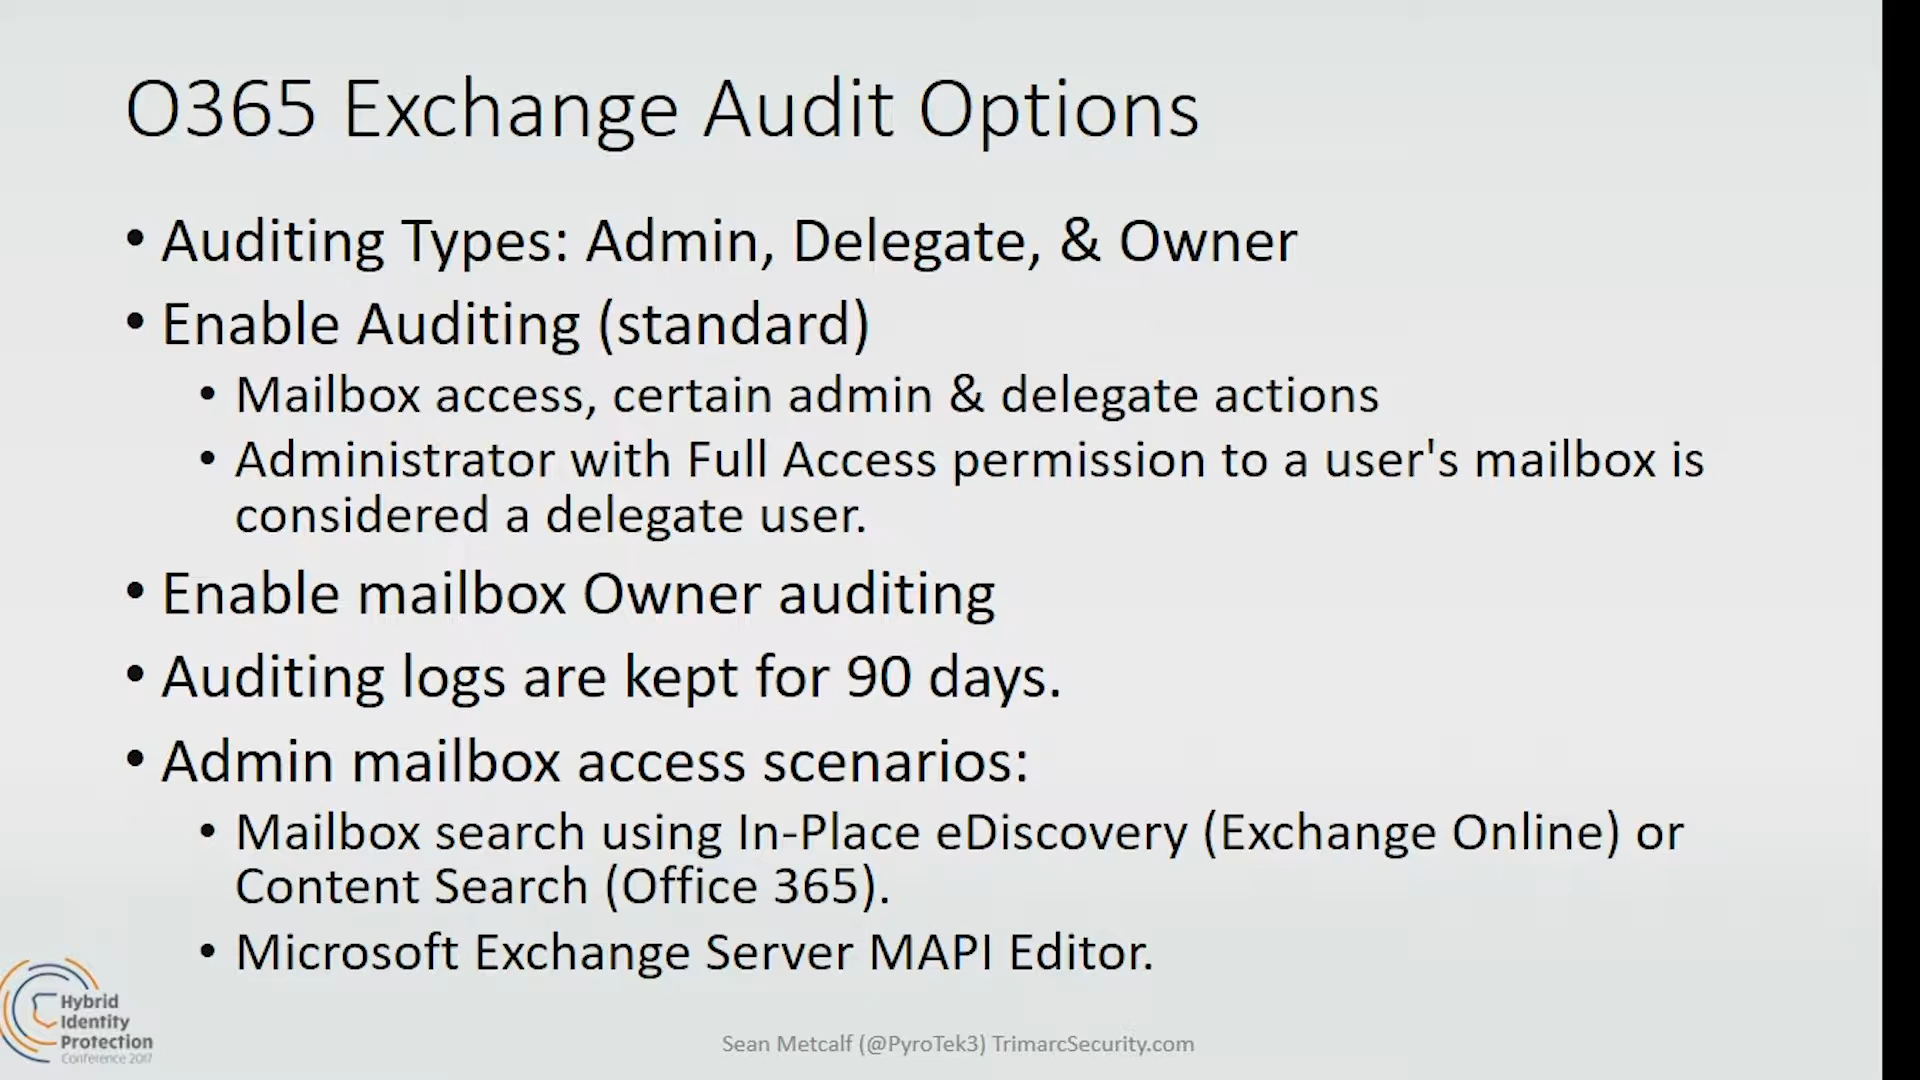 O365 Exchange Audit Options
• Auditing Types: Admin, Delegate, & Owner
• Enable Auditing (standard)
• Mailbox access, certain admin & delegate actions
• Administrator with Full Access permission to a user's mailbox is
considered a delegate user.
• Enable mailbox Owner auditing
• Auditing logs are kept for 90 days.
• Admin mailbox access scenarios:
• Mailbox search using In-Place eDiscovery (Exchange Online) or
Content Search (Office 365).
• Microsoft Exchange Server MAPI Editor.
Hybrid
Identity
Protection
Conference 2017
Sean Metcalf (@PyroTek3) TrimarcSecurity.com